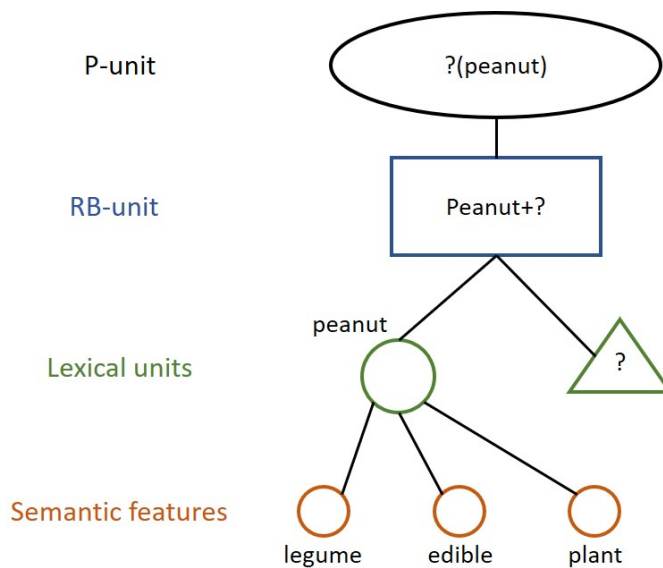 P-unit
?(peanut)
RB-unit
Peanut+?
peanut
Lexical units
?
Semantic features
legume
edible
plant